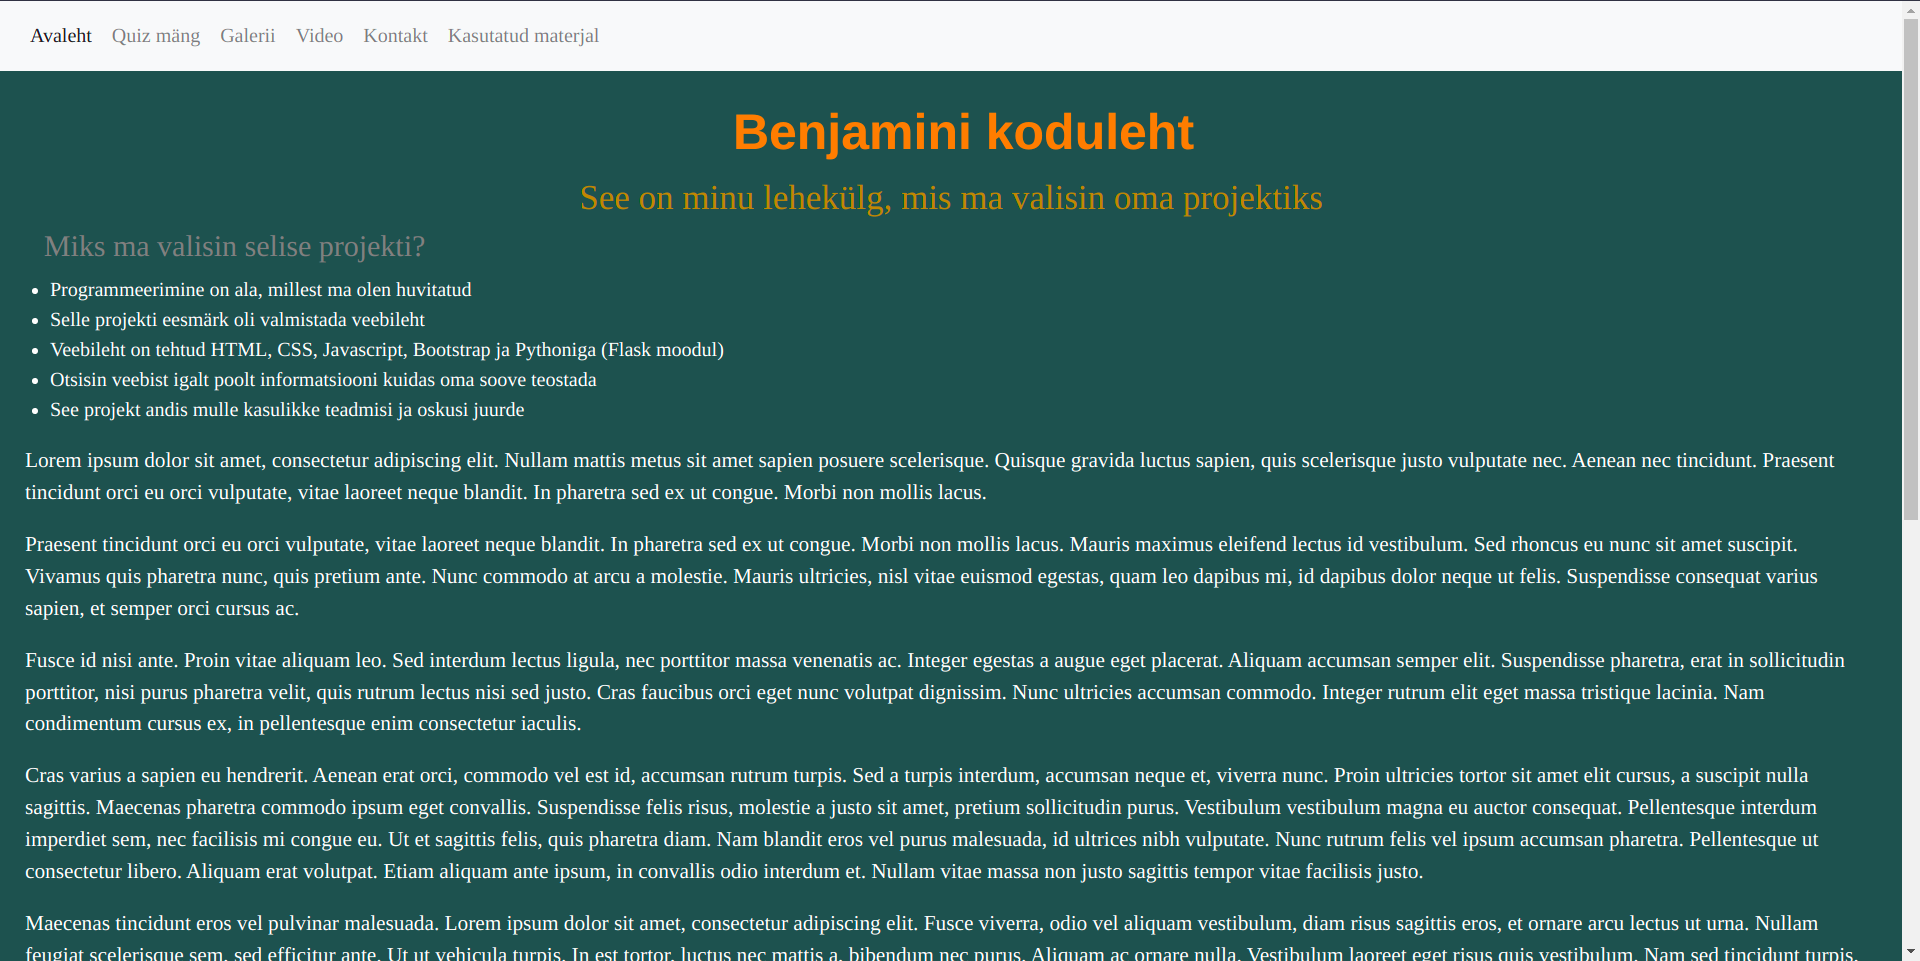 Avaleht Quiz mäng Galerii Video Kontakt Kasutatud materjal
Benjamini koduleht
See on minu lehekülg, mis ma valisin oma projektiks
Miks ma valisin selise projekti?
Programmeerimine on ala, millest ma olen huvitatud
Selle projekti eesmärk oli valmistada veebileht
Veebileht on tehtud HTML, CSS, Javascript, Bootstrap ja Pythoniga (Flask moodul)
Otsisin veebist igalt poolt informatsiooni kuidas oma soove teostada
See projekt andis mulle kasulikke teadmisi ja oskusi juurde
Lorem ipsum dolor sit amet, consectetur adipiscing elit. Nullam mattis metus sit amet sapien posuere scelerisque. Quisque gravida luctus sapien, quis scelerisque justo vulputate nec. Aenean nec tincidunt. Praesent
tincidunt orci eu orci vulputate, vitae laoreet neque blandit. In pharetra sed ex ut congue. Morbi non mollis lacus.
Praesent tincidunt orci eu orci vulputate, vitae laoreet neque blandit. In pharetra sed ex ut congue. Morbi non mollis lacus. Mauris maximus eleifend lectus id vestibulum. Sed rhoncus eu nunc sit amet suscipit.
Vivamus quis pharetra nunc, quis pretium ante. Nunc commodo at arcu a molestie. Mauris ultricies, nisl vitae euismod egestas, quam leo dapibus mi, id dapibus dolor neque ut felis. Suspendisse consequat varius
sapien, et semper orci cursus ac.
Fusce id nisi ante. Proin vitae aliquam leo. Sed interdum lectus ligula, nec porttitor massa venenatis ac. Integer egestas a augue eget placerat. Aliquam accumsan semper elit. Suspendisse pharetra, erat in sollicitudin
porttitor, nisi purus pharetra velit, quis rutrum lectus nisi sed justo. Cras faucibus orci eget nunc volutpat dignissim. Nunc ultricies accumsan commodo. Integer rutrum elit eget massa tristique lacinia. Nam
condimentum cursus ex, in pellentesque enim consectetur iaculis.
Cras varius a sapien eu hendrerit. Aenean erat orci, commodo vel est id, accumsan rutrum turpis. Sed a turpis interdum, accumsan neque et, viverra nunc. Proin ultricies tortor sit amet elit cursus, a suscipit nulla
sagittis. Maecenas pharetra commodo ipsum eget convallis. Suspendisse felis risus, molestie a justo sit amet, pretium sollicitudin purus. Vestibulum vestibulum magna eu auctor consequat. Pellentesque interdum
imperdiet sem, nec facilisis mi congue eu. Ut et sagittis felis, quis pharetra diam. Nam blandit eros vel purus malesuada, id ultrices nibh vulputate. Nunc rutrum felis vel ipsum accumsan pharetra. Pellentesque ut
consectetur libero. Aliquam erat volutpat. Etiam aliquam ante ipsum, in convallis odio interdum et. Nullam vitae massa non justo sagittis tempor vitae facilisis justo.
Maecenas tincidunt eros vel pulvinar malesuada. Lorem ipsum dolor sit amet, consectetur adipiscing elit. Fusce viverra, odio vel aliquam vestibulum, diam risus sagittis eros, et ornare arcu lectus ut urna. Nullam
feugiat scelerisque sem, sed efficitur ante. Ut ut vehicula turpis. In est tortor, luctus nec mattis a, bibendum nec purus. Aliquam ac ornare nulla. Vestibulum laoreet eget risus quis vestibulum. Nam sed tincidunt turpis.